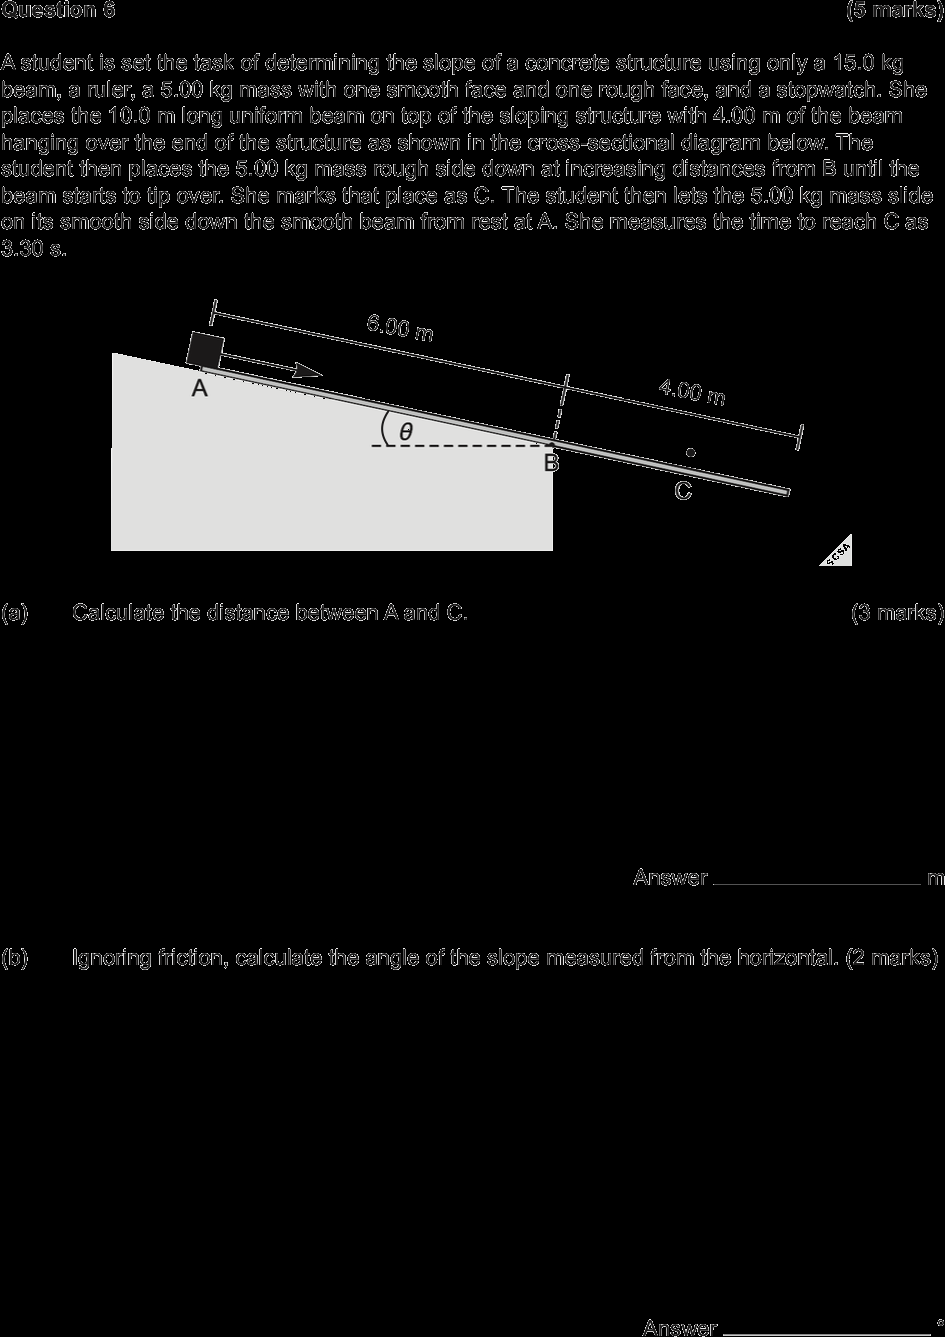 Question 6 (5 marks)
A student is set the task of determining the slope of a concrete structure using only a 15.0 kg
beam, a ruler, a 5.00 kg mass with one smooth face and one rough face, and a stopwatch. She
places the 10.0 m long uniform beam on top of the sloping structure with 4.00 m of the beam
hanging over the end of the structure as shown in the cross-sectional diagram below. The
student then places the 5.00 kg mass rough side down at increasing distances from B until the
beam starts to tip over. She marks that place as C. The student then lets the 5.00 kg mass slide
on its smooth side down the smooth beam from rest at A. She measures the time to reach C as
3.30 s.
6.00 m
4.00 m
A
θ
B
C
SCSA
(a) Calculate the distance between A and C. (3 marks)
Answer ____________________ m
(b) Ignoring friction, calculate the angle of the slope measured from the horizontal. (2 marks)
Answer ____________________ °